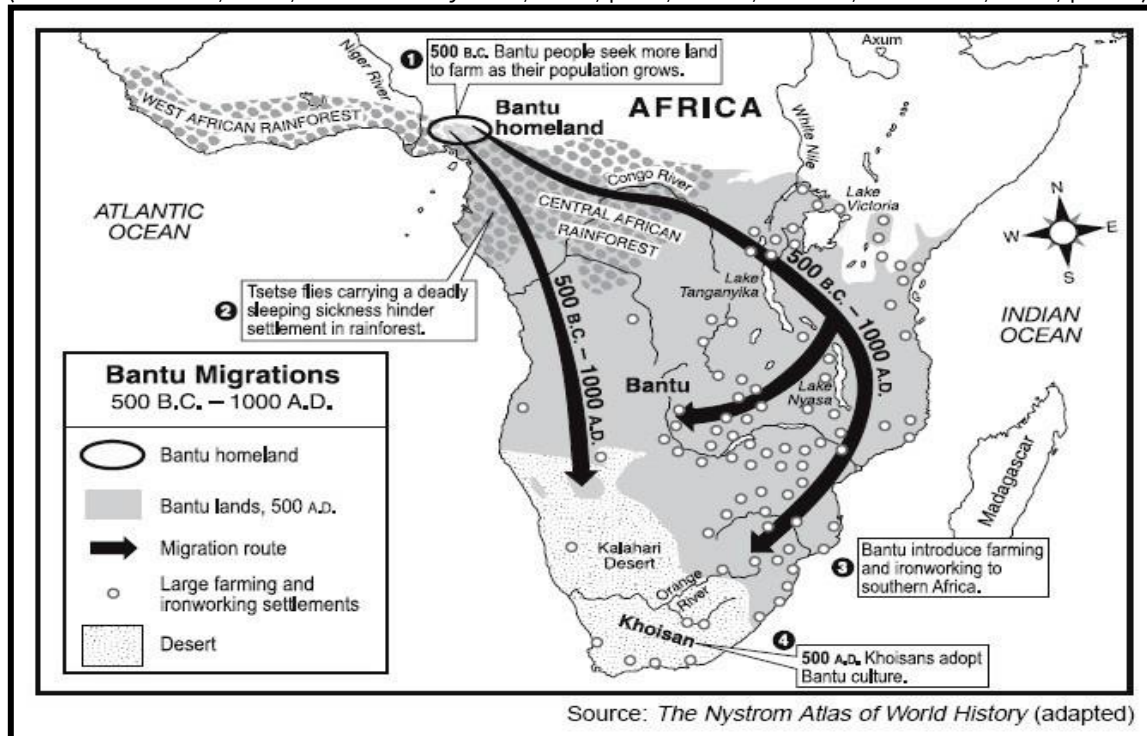 Axum
Niger River
1 500 B.C. Bantu people seek more land
to farm as their population grows.
WEST AFRICAN RAINFOREST
Bantu
homeland
AFRICA
White Nile
Congo River
Lake
Victoria
CENTRAL AFRICAN
RAINFOREST
ATLANTIC
OCEAN
N
W E
S
2 Tsetse flies carrying a deadly
sleeping sickness hinder
settlement in rainforest.
Lake
Tanganyika
500 B.C. – 1000 A.D.
500 B.C. – 1000 A.D.
INDIAN
OCEAN
Bantu
Lake
Nyasa
Madagascar
Bantu Migrations
500 B.C. – 1000 A.D.
Bantu homeland
Bantu lands, 500 A.D.
Migration route
Large farming and
ironworking settlements
Desert
Kalahari
Desert
Orange
River
3 Bantu introduce farming
and ironworking to
southern Africa.
Khoisan
4 500 A.D. Khoisans adopt
Bantu culture.
Source: The Nystrom Atlas of World History (adapted)